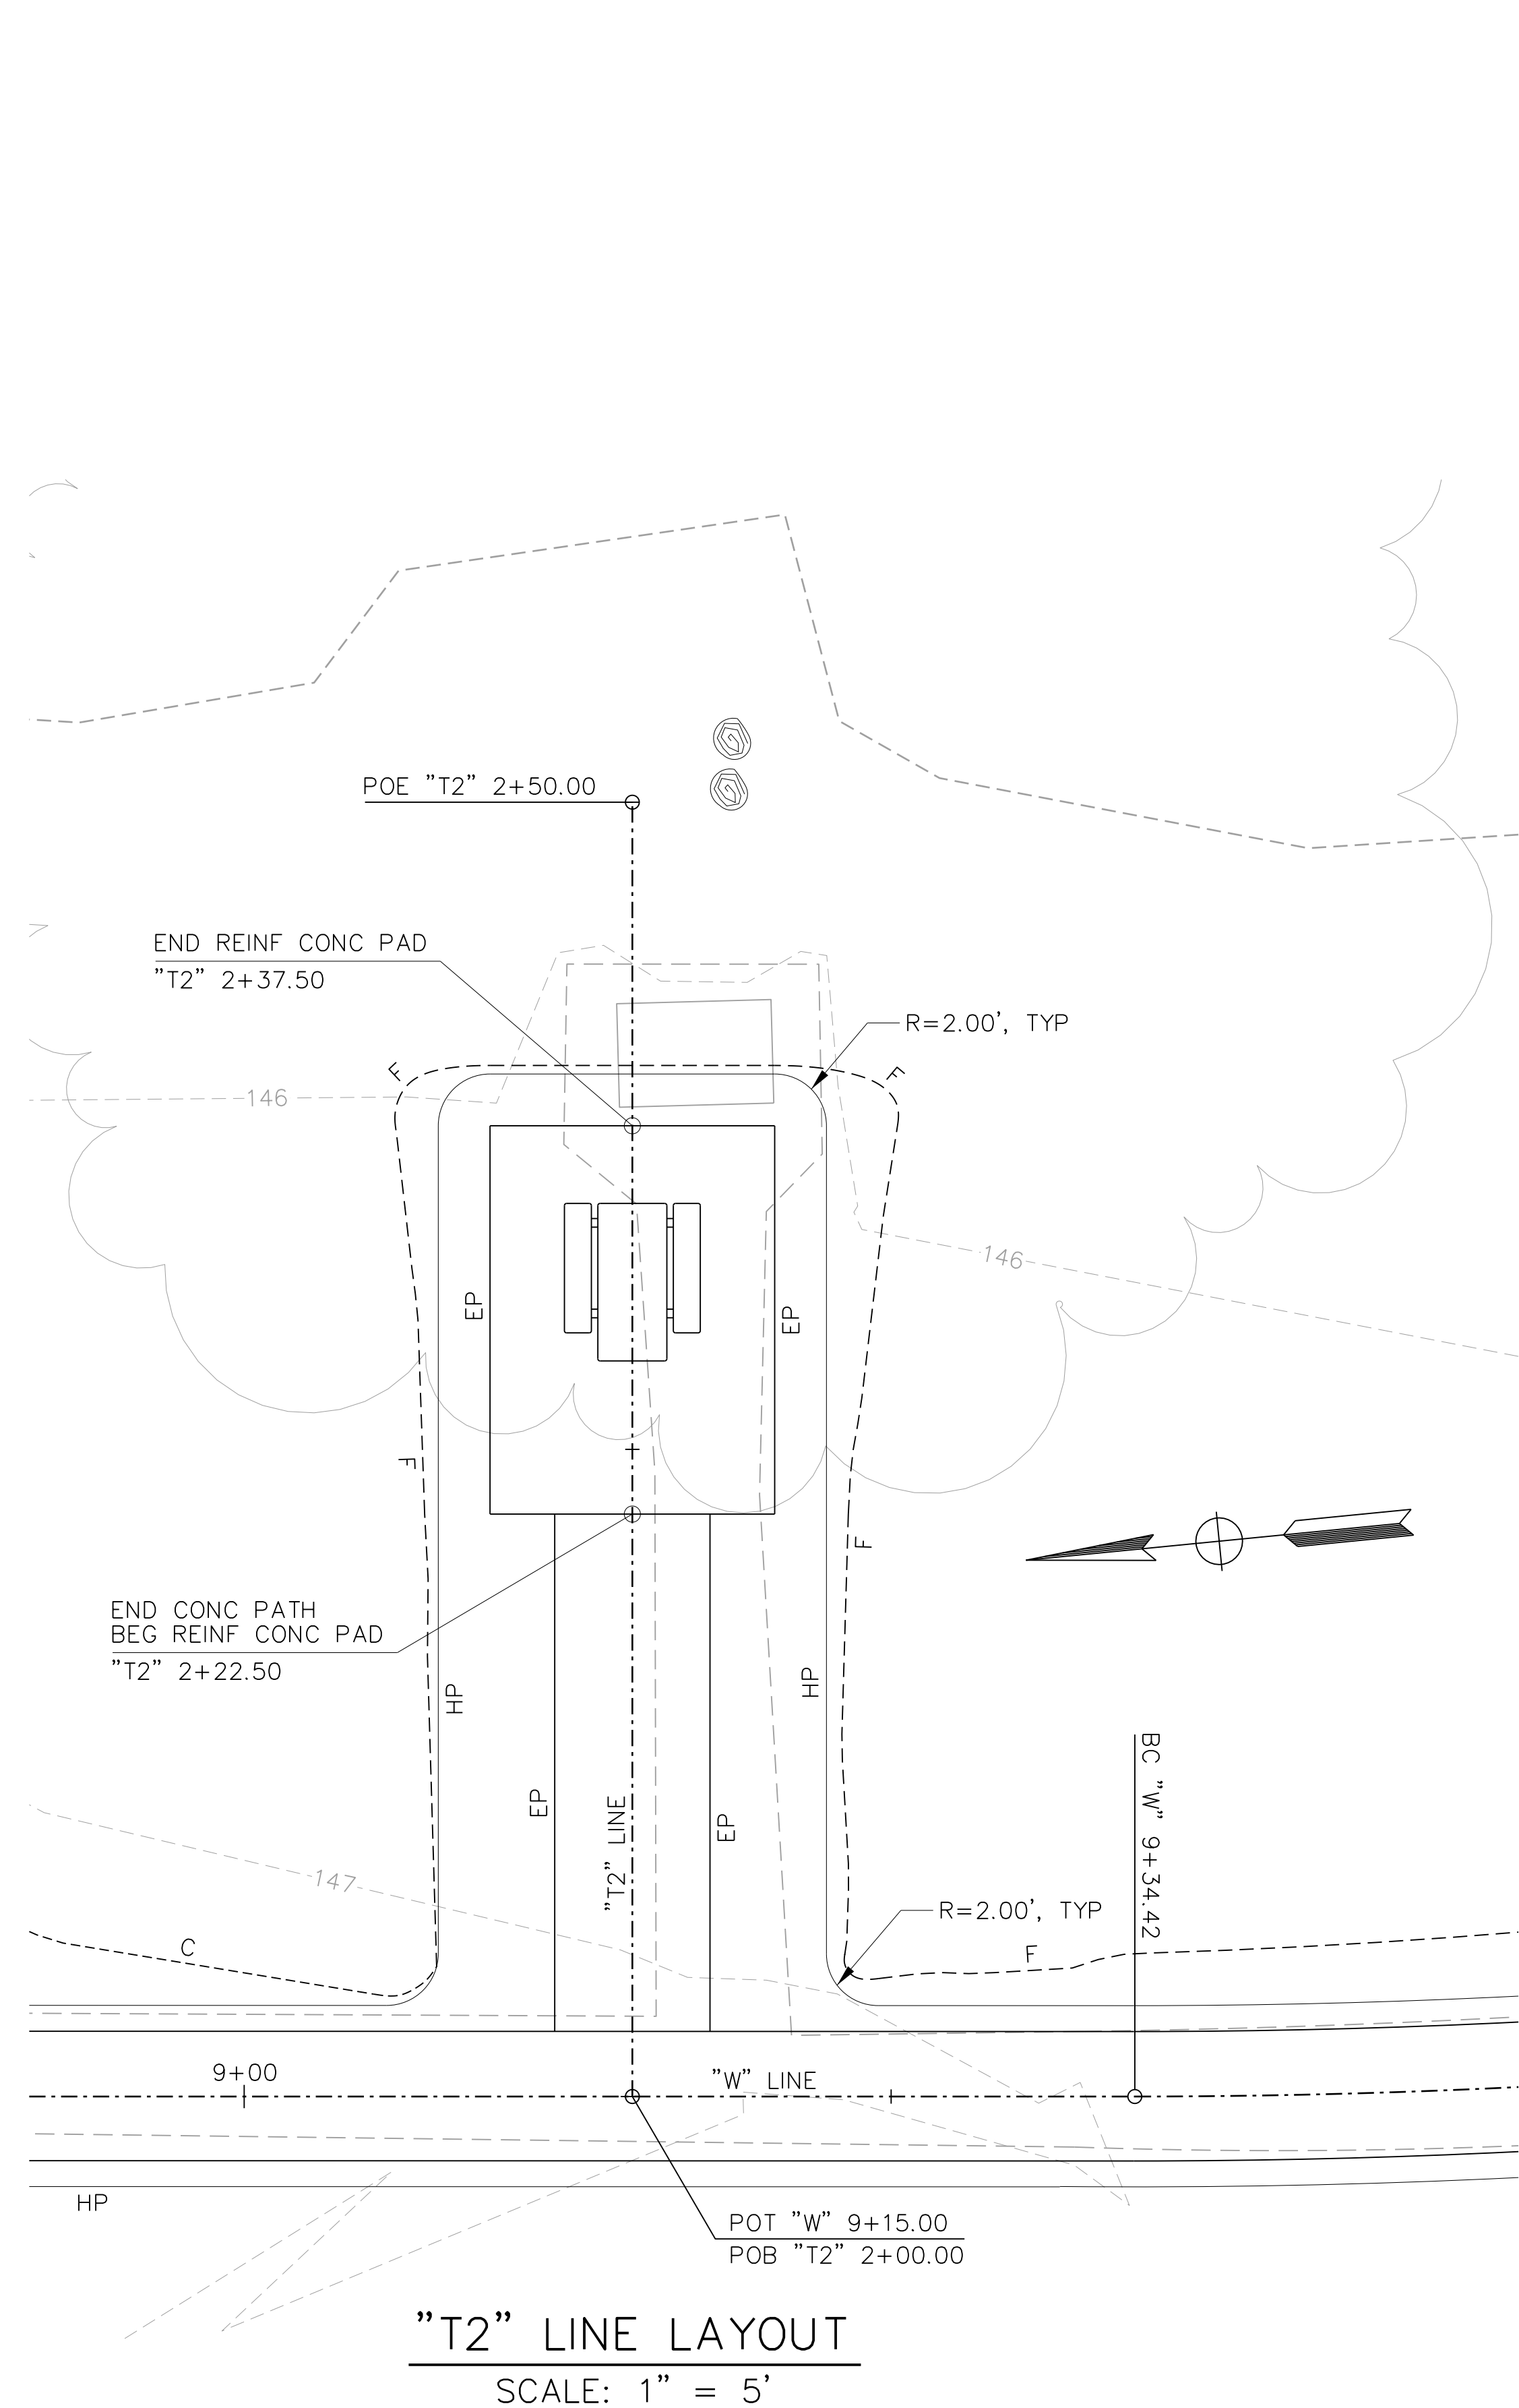 POE "T2" 2+50.00
END REINF CONC PAD
"T2" 2+37.50
R=2.00', TYP
F
F
146
146
EP
EP
F
F
END CONC PATH
BEG REINF CONC PAD
"T2" 2+22.50
HP
HP
BC "W" 9+34.42
EP
EP
"T2" LINE
147
R=2.00', TYP
C
F
9+00
"W" LINE
HP
POT "W" 9+15.00
POB "T2" 2+00.00
"T2" LINE LAYOUT
SCALE: 1" = 5'